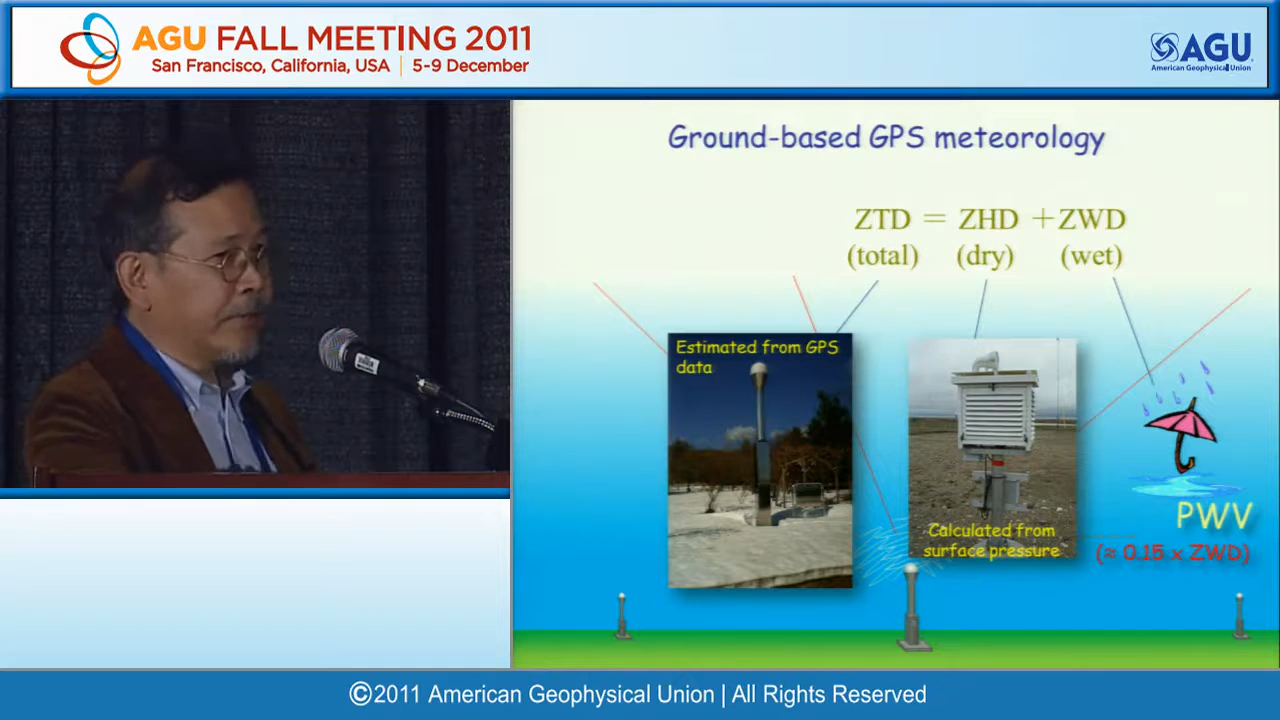 AGU FALL MEETING 2011
San Francisco, California, USA | 5-9 December
AGU
American Geophysical Union
Ground-based GPS meteorology
ZTD = ZHD + ZWD
(total) (dry) (wet)
Estimated from GPS
data
Calculated from
surface pressure
PWV
(≈ 0.15 x ZWD)
©2011 American Geophysical Union | All Rights Reserved